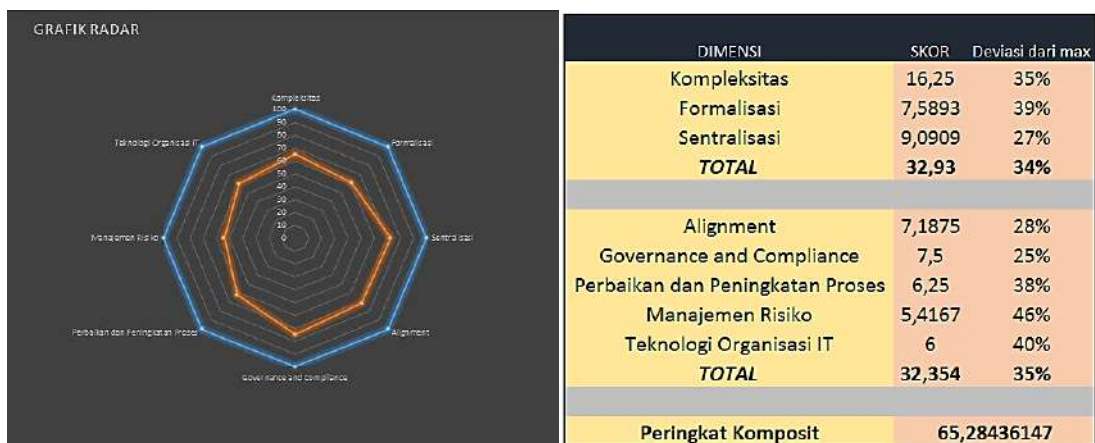 GRAFIK RADAR
Kompleksitas
100
90
80
70
60
50
40
30
20
10
0
Teknologi Organisasi IT
Formalisasi
Manajemen Risiko
Sentralisasi
Perbaikan dan Peningkatan Proses
Alignment
Governance and Compliance
DIMENSI SKOR Deviasi dari max
Kompleksitas 16,25 35%
Formalisasi 7,5893 39%
Sentralisasi 9,0909 27%
TOTAL 32,93 34%
Alignment 7,1875 28%
Governance and Compliance 7,5 25%
Perbaikan dan Peningkatan Proses 6,25 38%
Manajemen Risiko 5,4167 46%
Teknologi Organisasi IT 6 40%
TOTAL 32,354 35%
Peringkat Komposit 65,28436147